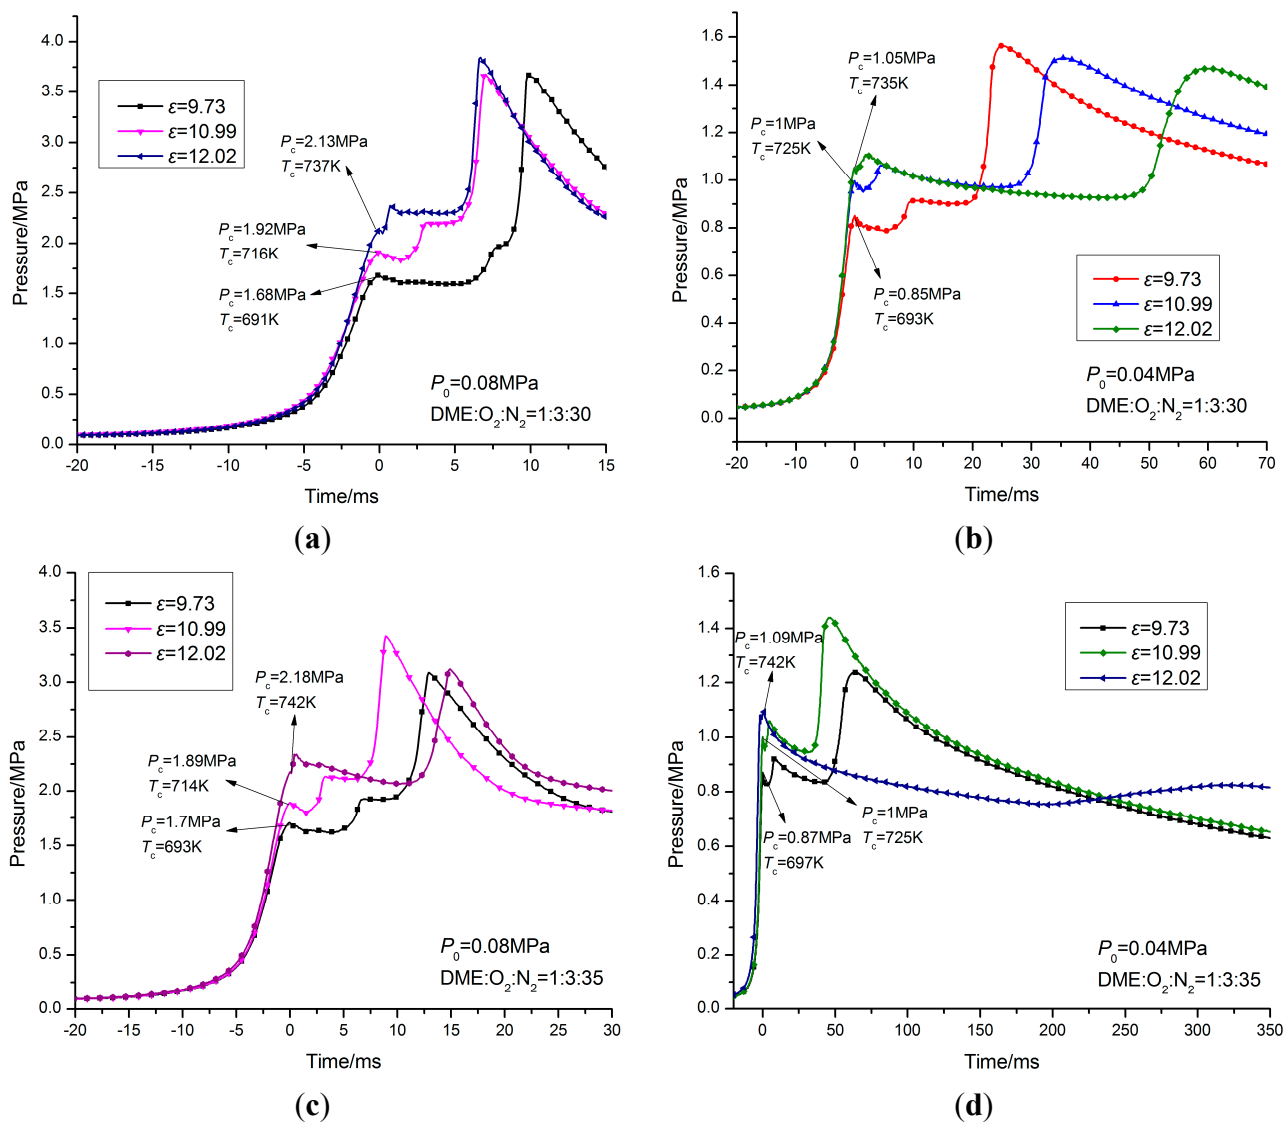 4.0
3.5
3.0
2.5
2.0
1.5
1.0
0.5
0.0
Pressure/MPa
ε=9.73
ε=10.99
ε=12.02
Pc=2.13MPa
Tc=737K
Pc=1.92MPa
Tc=716K
Pc=1.68MPa
Tc=691K
P0=0.08MPa
DME:O2:N2=1:3:30
-20 -15 -10 -5 0 5 10 15
Time/ms
(a)
1.6
1.4
1.2
1.0
0.8
0.6
0.4
0.2
0.0
Pressure/MPa
Pc=1.05MPa
Tc=735K
Pc=1MPa
Tc=725K
Pc=0.85MPa
Tc=693K
ε=9.73
ε=10.99
ε=12.02
P0=0.04MPa
DME:O2:N2=1:3:30
-20 -10 0 10 20 30 40 50 60 70
Time/ms
(b)
4.0
3.5
3.0
2.5
2.0
1.5
1.0
0.5
0.0
Pressure/MPa
ε=9.73
ε=10.99
ε=12.02
Pc=2.18MPa
Tc=742K
Pc=1.89MPa
Tc=714K
Pc=1.7MPa
Tc=693K
P0=0.08MPa
DME:O2:N2=1:3:35
-20 -15 -10 -5 0 5 10 15 20 25 30
Time/ms
(c)
1.6
1.4
1.2
1.0
0.8
0.6
0.4
0.2
0.0
Pressure/MPa
ε=9.73
ε=10.99
ε=12.02
Pc=1.09MPa
Tc=742K
Pc=1MPa
Tc=725K
Pc=0.87MPa
Tc=697K
P0=0.04MPa
DME:O2:N2=1:3:35
0 50 100 150 200 250 300 350
Time/ms
(d)